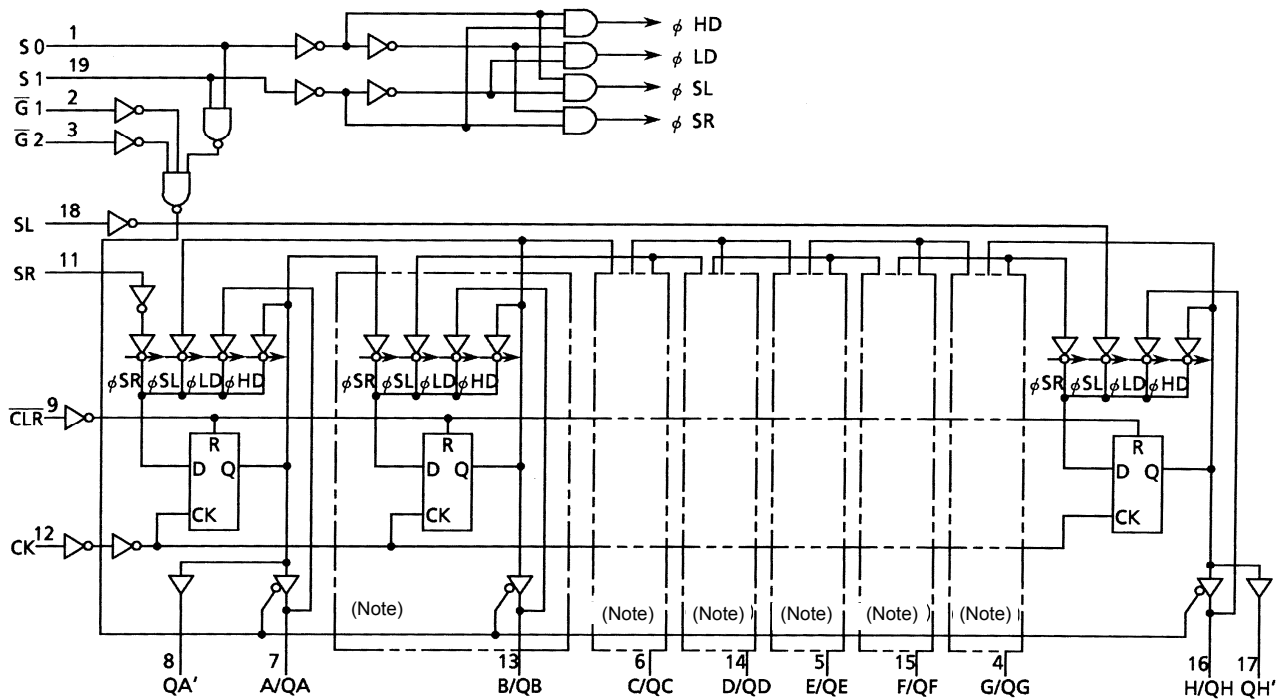 S0 1
S1 19
G̅1 2
G̅2 3
ϕ HD
ϕ LD
ϕ SL
ϕ SR
SL 18
SR 11
ϕSR ϕSL ϕLD ϕHD
ϕSR ϕSL ϕLD ϕHD
ϕSR ϕSL ϕLD ϕHD
C̅L̅R̅ 9
R
D Q
CK
R
D Q
CK
R
D Q
CK
CK 12
(Note)
(Note)
(Note)
(Note)
(Note)
(Note)
8 7 13 6 14 5 15 4 16 17
QA' A/QA B/QB C/QC D/QD E/QE F/QF G/QG H/QH QH'